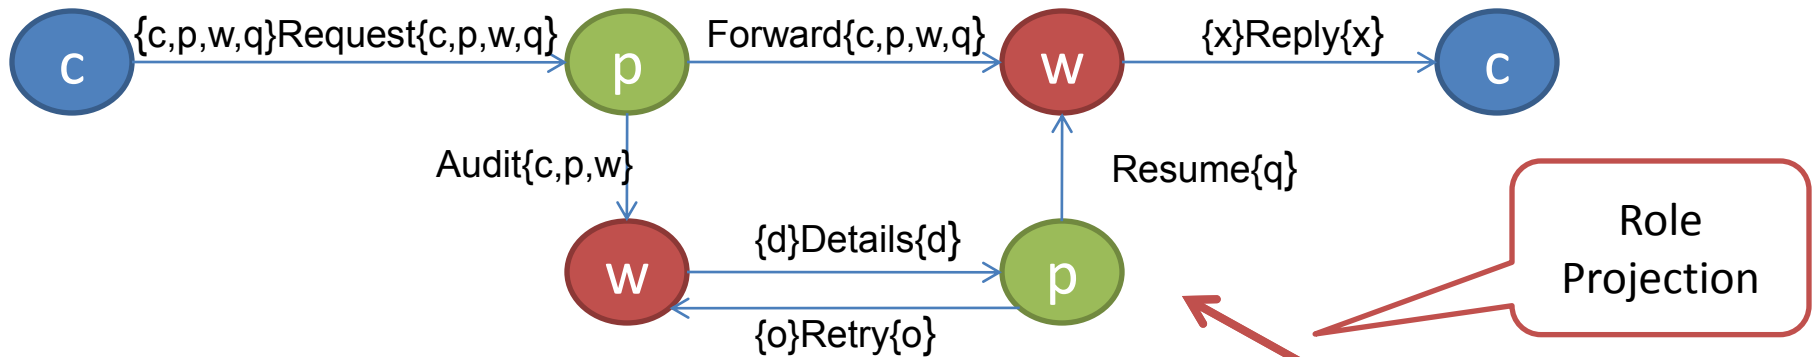 c
{c,p,w,q}Request{c,p,w,q}
p
Forward{c,p,w,q}
w
{x}Reply{x}
c
Audit{c,p,w}
Resume{q}
w
{d}Details{d}
p
{o}Retry{o}
Role
Projection